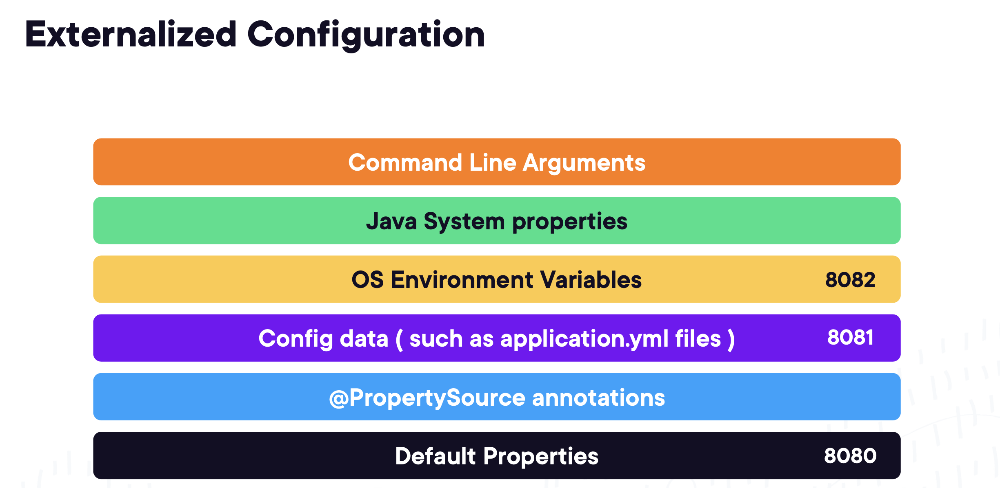 Externalized Configuration
Command Line Arguments
Java System properties
OS Environment Variables 8082
Config data ( such as application.yml files ) 8081
@PropertySource annotations
Default Properties 8080